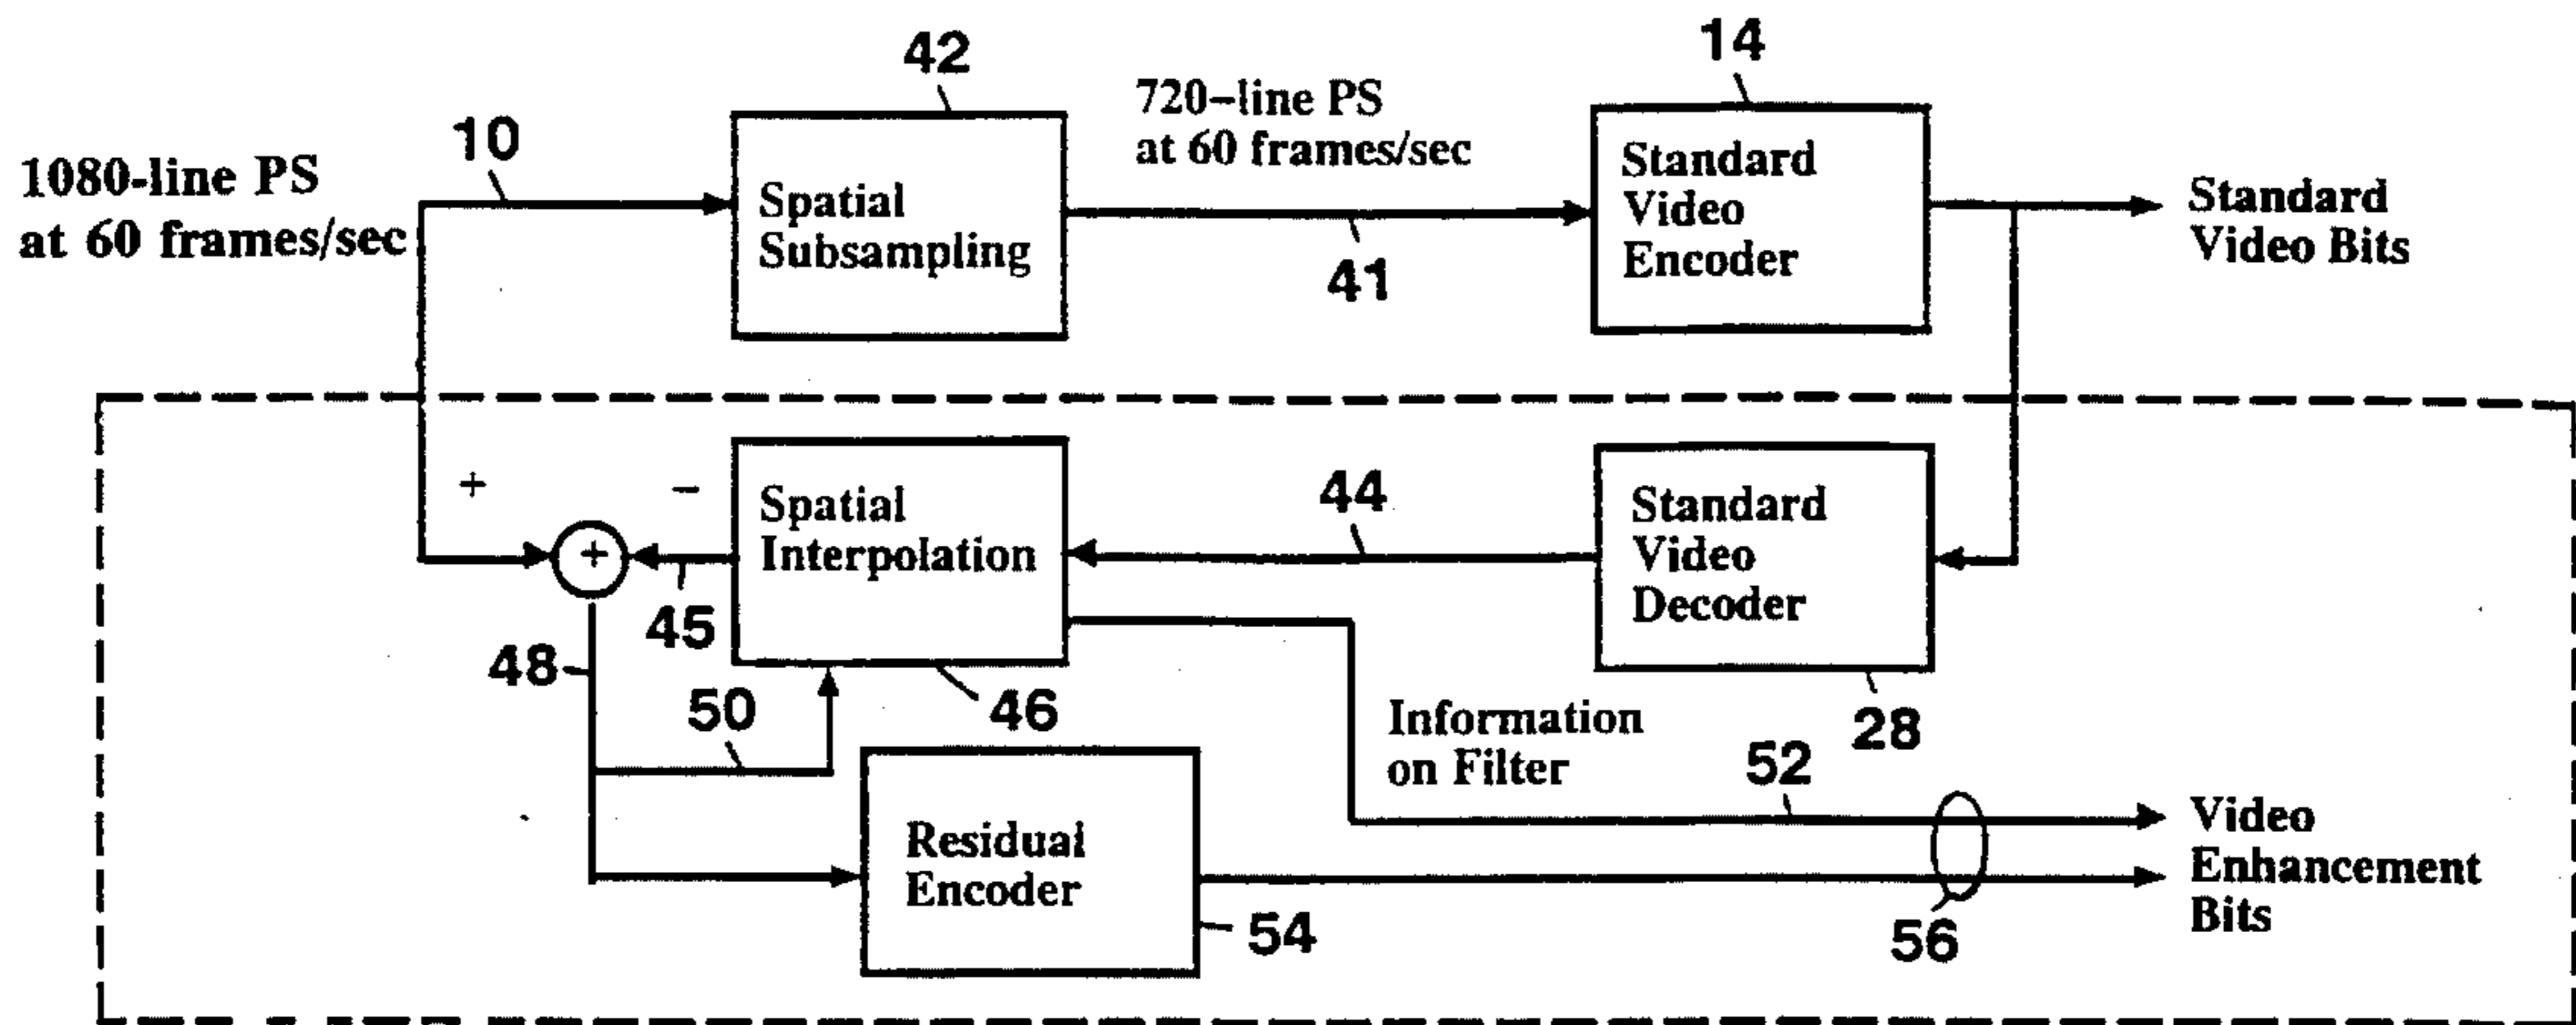 42
14
720-line PS
at 60 frames/sec
10
1080-line PS
at 60 frames/sec
Spatial
Subsampling
Standard
Video
Encoder
Standard
Video Bits
41
+
−
Spatial
Interpolation
44
Standard
Video
Decoder
+
45
48
50
46
Information
on Filter
28
52
Residual
Encoder
Video
Enhancement
Bits
54
56